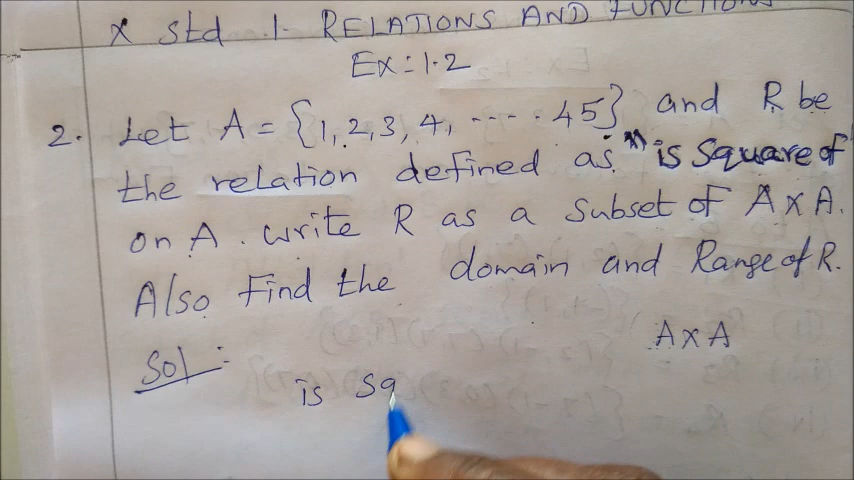 X Std 1. RELATIONS AND FUNCTIONS
Ex: 1.2
2. Let A = {1, 2, 3, 4, ..... 45} and R be
the relation defined as "is square of
on A. write R as a subset of A x A.
Also Find the domain and Range of R.
A x A
Sol:
is sq